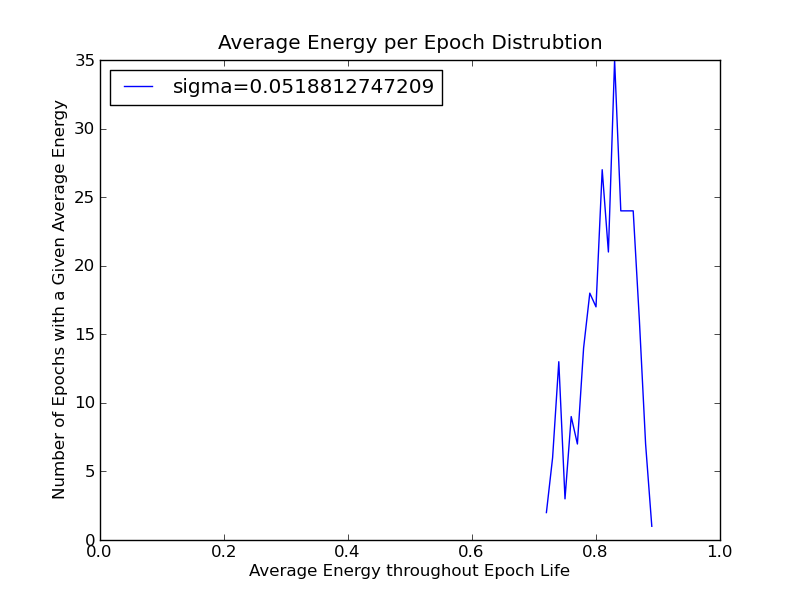 Average Energy per Epoch Distrubtion
sigma=0.0518812747209
Number of Epochs with a Given Average Energy
35
30
25
20
15
10
5
0
0.0 0.2 0.4 0.6 0.8 1.0
Average Energy throughout Epoch Life